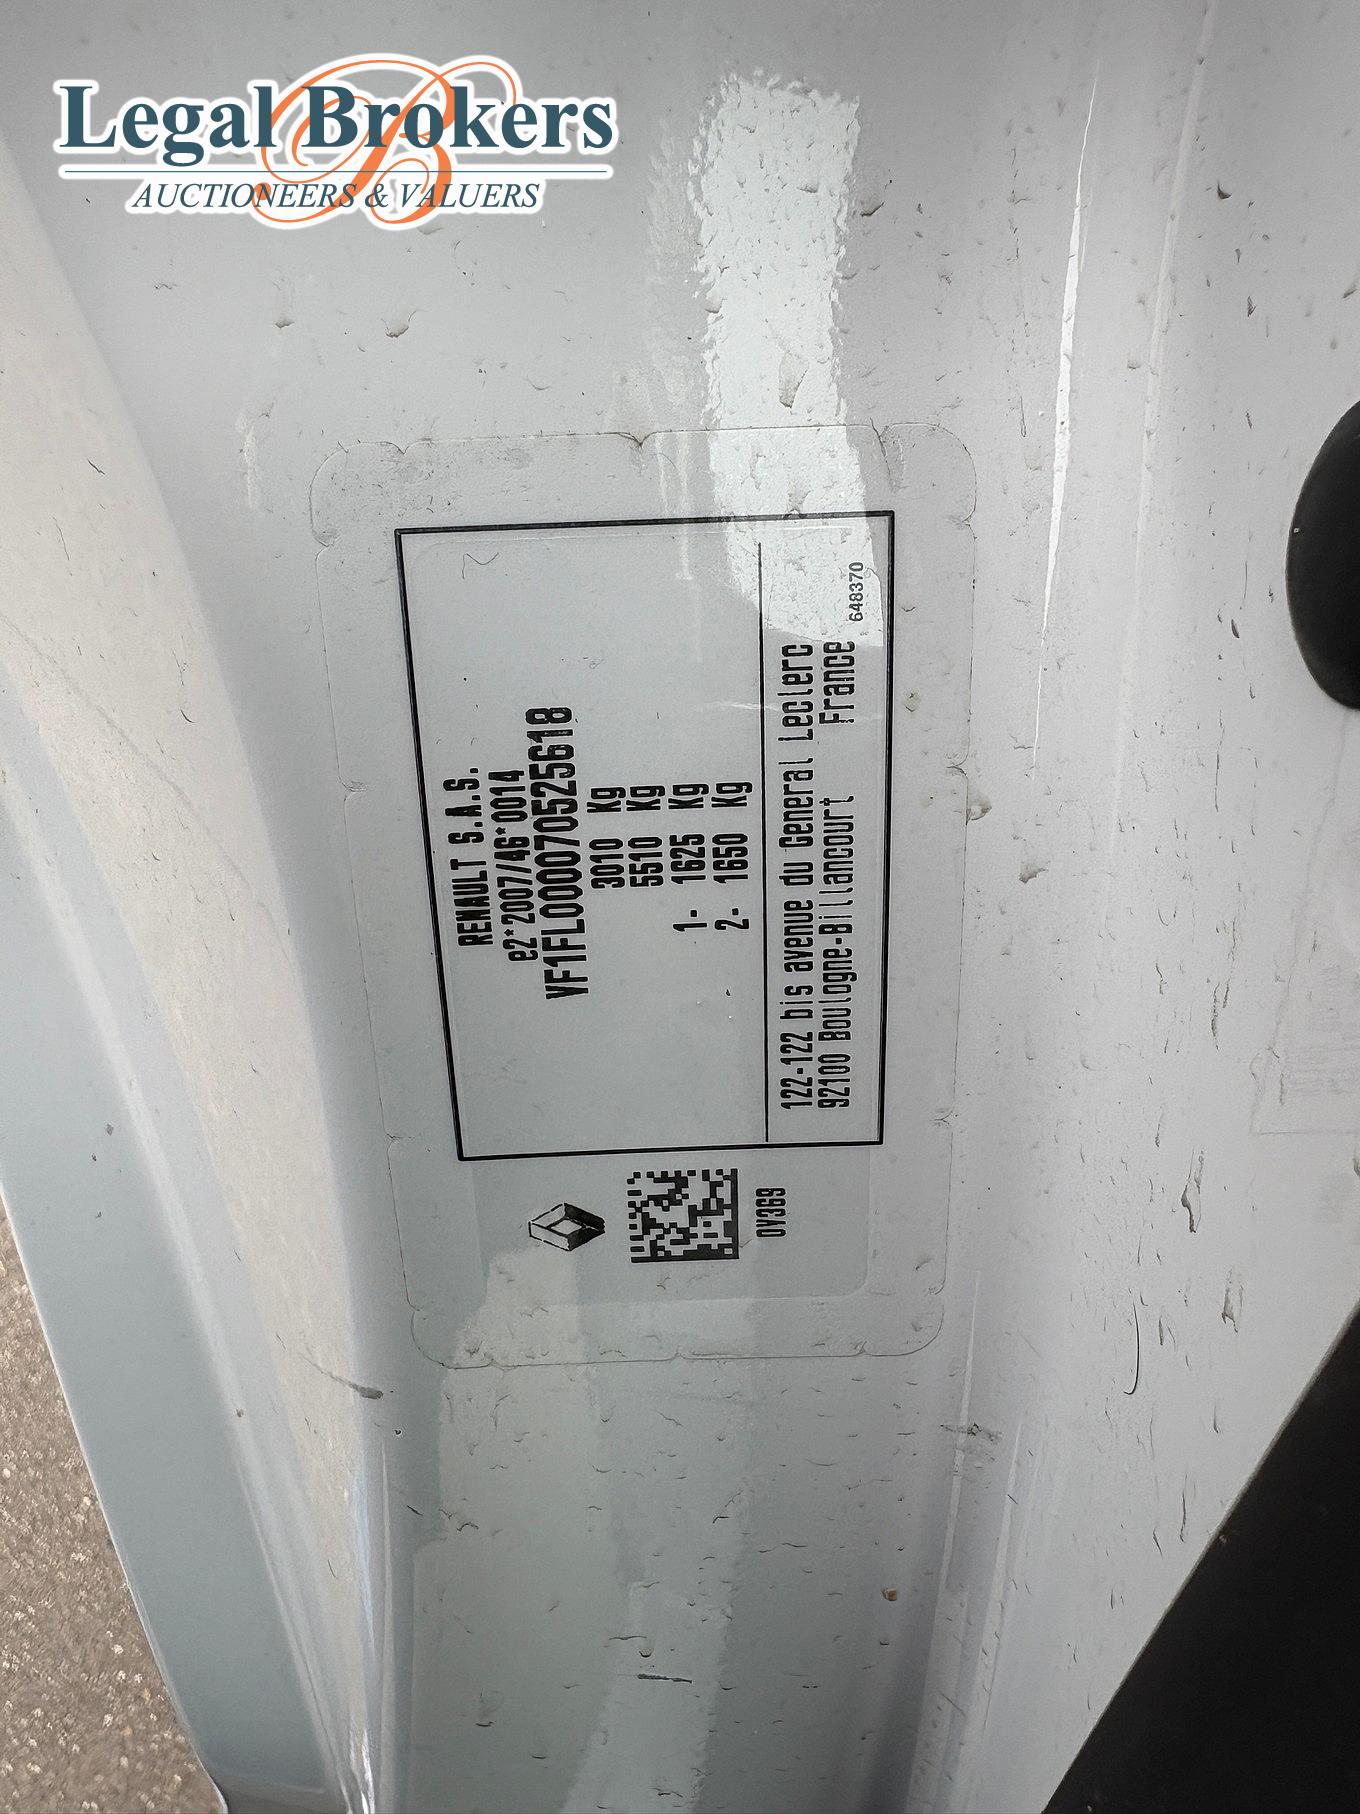 Legal Brokers
AUCTIONEERS & VALUERS
RENAULT S.A.S.
e2*2007/46*0014
VF1FL000070525618
3010 Kg
5510 Kg
1- 1625 Kg
2- 1650 Kg
122-122 bis avenue du General Leclerc
92100 Boulogne-Billancourt France
648370
0V369